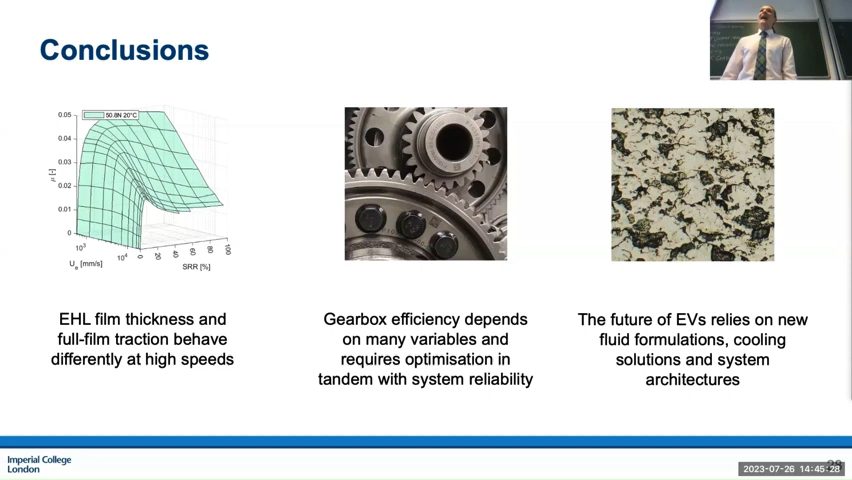 Conclusions
0.05
0.04
0.03
0.02
0.01
0
μ [-]
50.8N 20°C
10³
10⁴
Uₑ [mm/s]
0
20
40
60
80
100
SRR [%]
EHL film thickness and
full-film traction behave
differently at high speeds
Gearbox efficiency depends
on many variables and
requires optimisation in
tandem with system reliability
The future of EVs relies on new
fluid formulations, cooling
solutions and system
architectures
Imperial College
London
2023-07-26 14:45:28